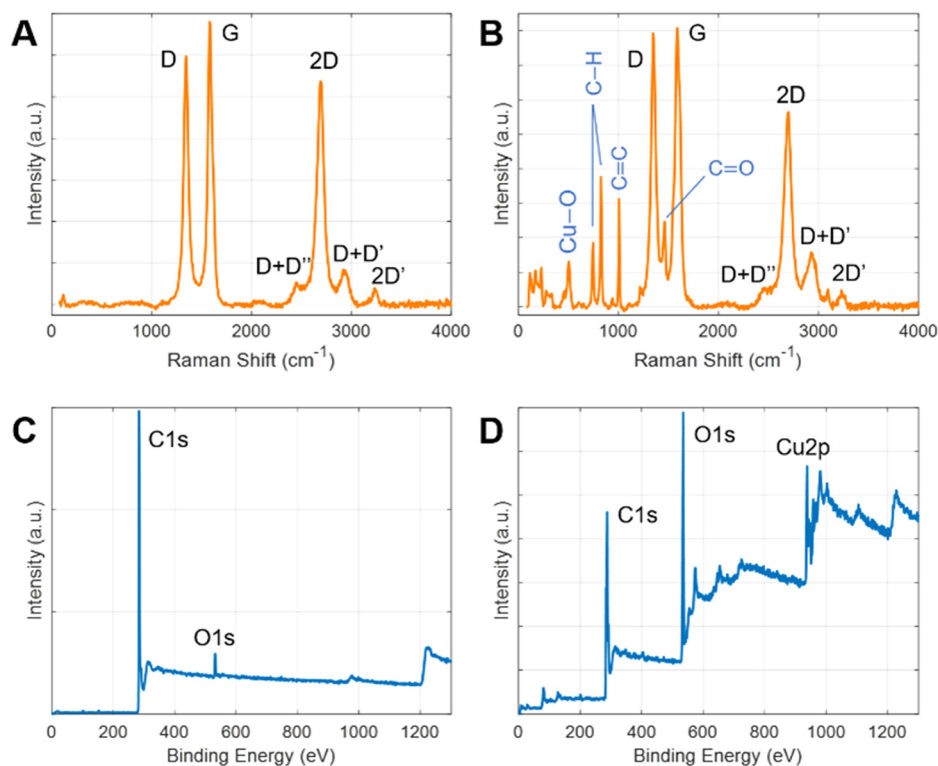 A
D
G
2D
D+D''
D+D'
2D'
Intensity (a.u.)
0 1000 2000 3000 4000
Raman Shift (cm-1)
B
C–H
D
G
2D
Cu–O
C=C
C=O
D+D''
D+D'
2D'
Intensity (a.u.)
0 1000 2000 3000 4000
Raman Shift (cm-1)
C
C1s
O1s
Intensity (a.u.)
0 200 400 600 800 1000 1200
Binding Energy (eV)
D
O1s
Cu2p
C1s
Intensity (a.u.)
0 200 400 600 800 1000 1200
Binding Energy (eV)